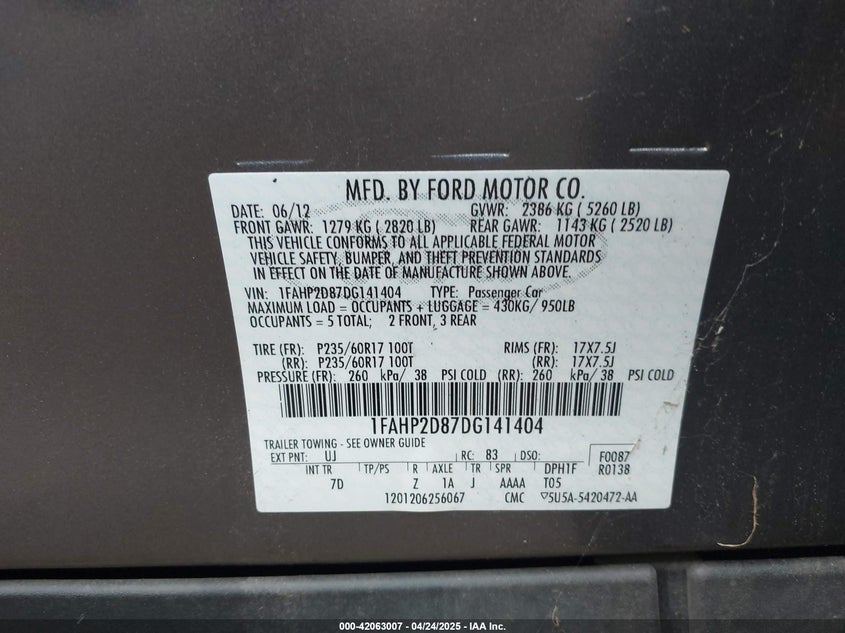 MFD. BY FORD MOTOR CO.
DATE: 06/12 GVWR: 2386 KG ( 5260 LB)
FRONT GAWR: 1279 KG ( 2820 LB) REAR GAWR: 1143 KG ( 2520 LB)
THIS VEHICLE CONFORMS TO ALL APPLICABLE FEDERAL MOTOR
VEHICLE SAFETY, BUMPER, AND THEFT PREVENTION STANDARDS
IN EFFECT ON THE DATE OF MANUFACTURE SHOWN ABOVE.
VIN: 1FAHP2D87DG141404 TYPE: Passenger Car
MAXIMUM LOAD = OCCUPANTS + LUGGAGE = 430KG/ 950LB
OCCUPANTS = 5 TOTAL; 2 FRONT, 3 REAR
TIRE (FR): P235/60R17 100T RIMS (FR): 17X7.5J
(RR): P235/60R17 100T (RR): 17X7.5J
PRESSURE (FR): 260 kPa/ 38 PSI COLD (RR): 260 kPa/ 38 PSI COLD
1FAHP2D87DG141404
TRAILER TOWING - SEE OWNER GUIDE
EXT PNT: UJ RC: 83 DSO: F0087
INT TR TP/PS R AXLE TR SPR DPH1F R0138
7D Z 1A J AAAA T05
1201206256067 CMC ▽5U5A-5420472-AA
000-42063007 - 04/24/2025 - IAA Inc.